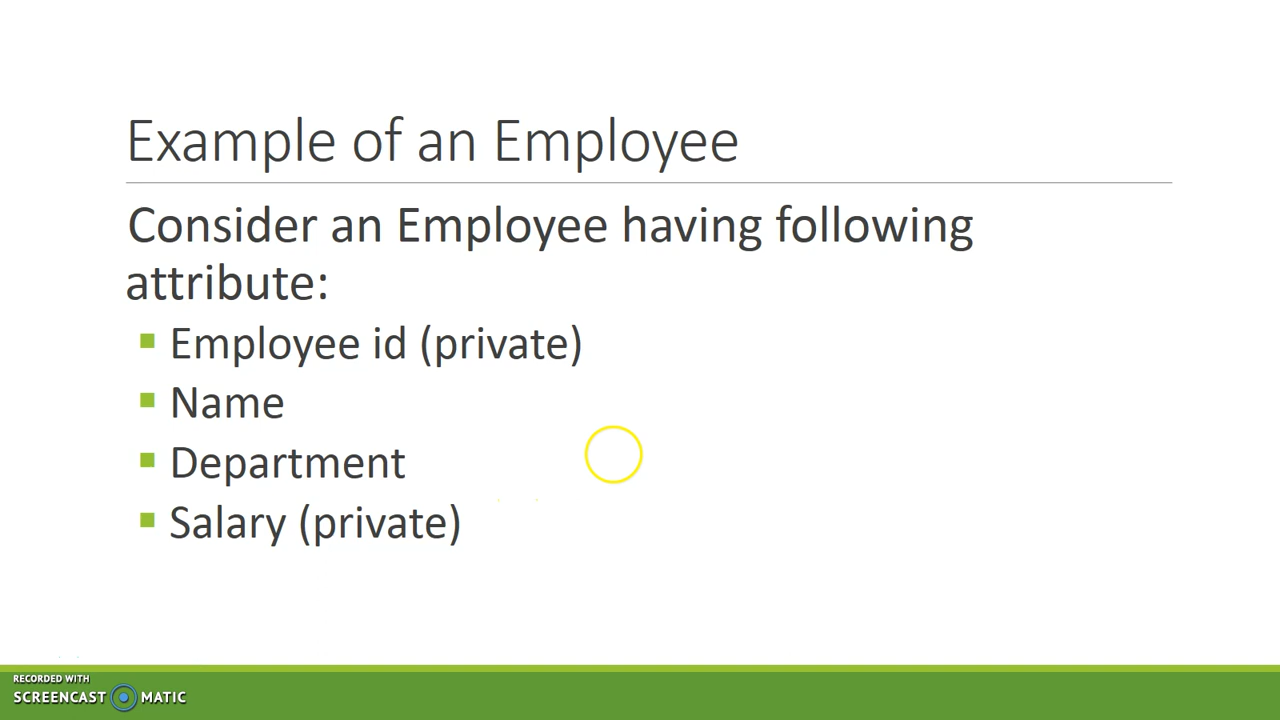 Example of an Employee
Consider an Employee having following
attribute:
Employee id (private)
Name
Department
Salary (private)
RECORDED WITH
SCREENCAST MATIC